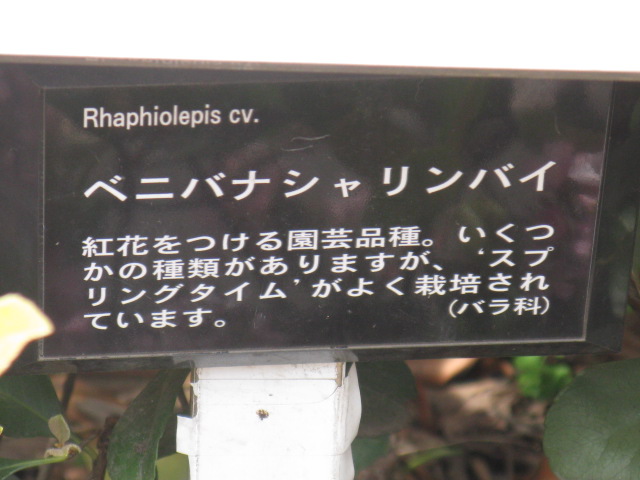 Rhaphiolepis cv.
ベニバナシャリンバイ
紅花をつける園芸品種。いくつ
かの種類がありますが、‘スプ
リングタイム’がよく栽培され
ています。 (バラ科)